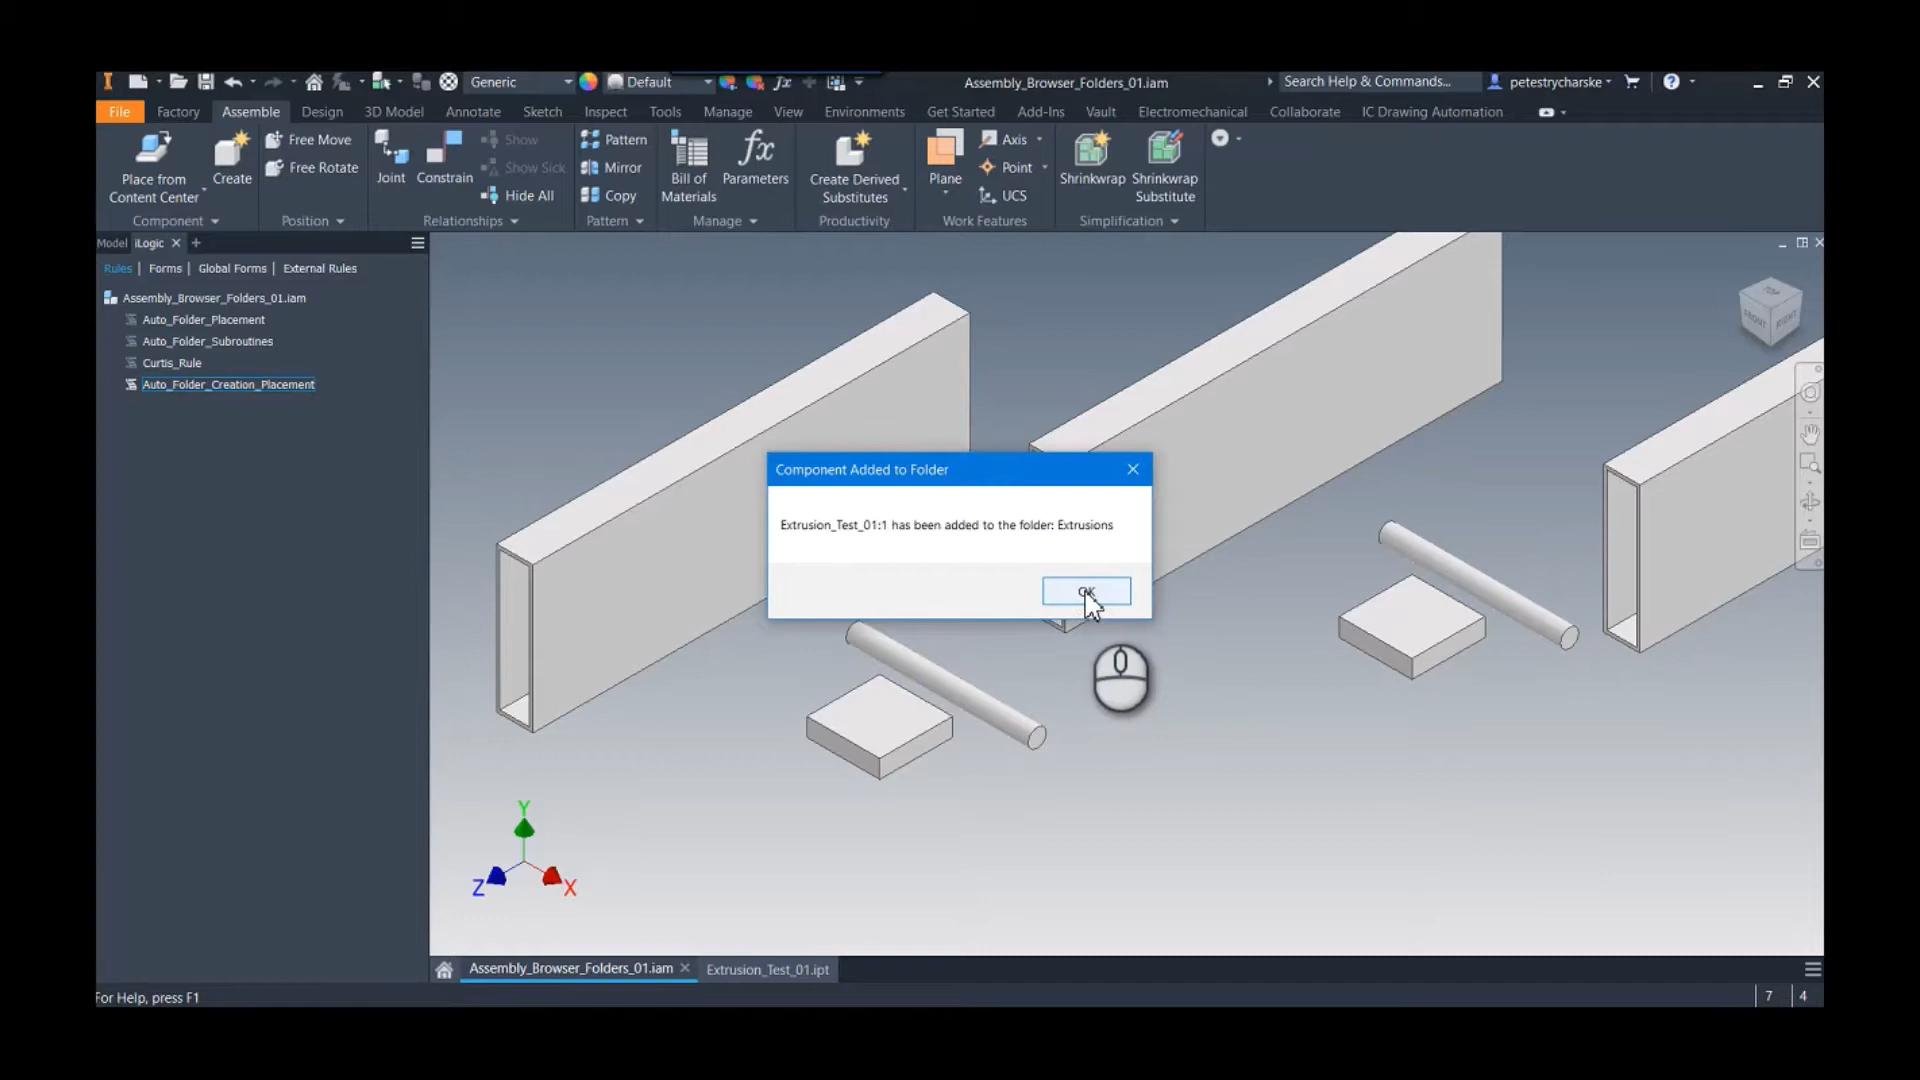 Generic
Default
Assembly_Browser_Folders_01.iam
Search Help & Commands...
petestrycharske
File
Factory
Assemble
Design
3D Model
Annotate
Sketch
Inspect
Tools
Manage
View
Environments
Get Started
Add-Ins
Vault
Electromechanical
Collaborate
IC Drawing Automation
Place from
Content Center
Create
Free Move
Free Rotate
Joint
Constrain
Show
Show Sick
Hide All
Pattern
Mirror
Copy
Bill of
Materials
fx
Parameters
Create Derived
Substitutes
Plane
Axis
Point
UCS
Shrinkwrap
Shrinkwrap
Substitute
Component
Position
Relationships
Pattern
Manage
Productivity
Work Features
Simplification
Model
iLogic
Rules | Forms | Global Forms | External Rules
Assembly_Browser_Folders_01.iam
Auto_Folder_Placement
Auto_Folder_Subroutines
Curtis_Rule
Auto_Folder_Creation_Placement
TOP
FRONT
RIGHT
Component Added to Folder
Extrusion_Test_01:1 has been added to the folder: Extrusions
OK
Y
Z
X
Assembly_Browser_Folders_01.iam
Extrusion_Test_01.ipt
For Help, press F1
7
4